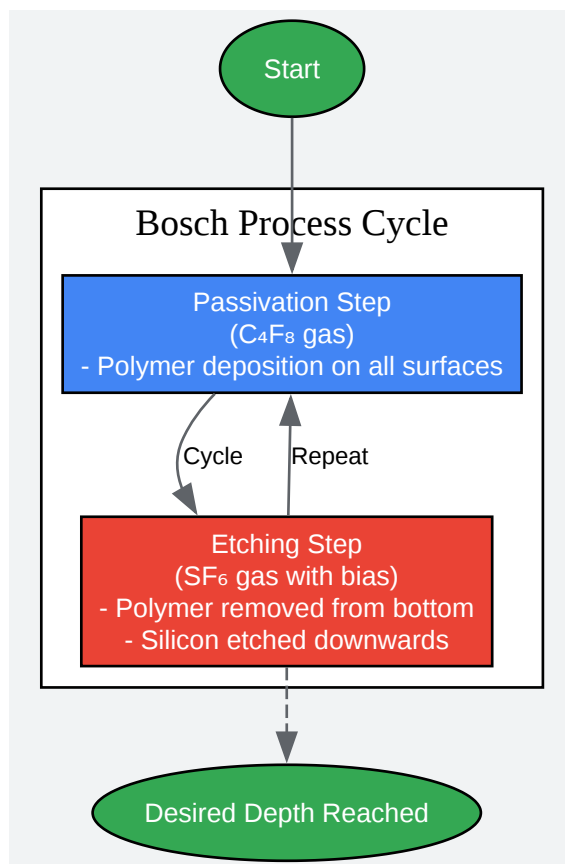 Start
Bosch Process Cycle
Passivation Step
(C₄F₈ gas)
- Polymer deposition on all surfaces
Cycle
Repeat
Etching Step
(SF₆ gas with bias)
- Polymer removed from bottom
- Silicon etched downwards
Desired Depth Reached